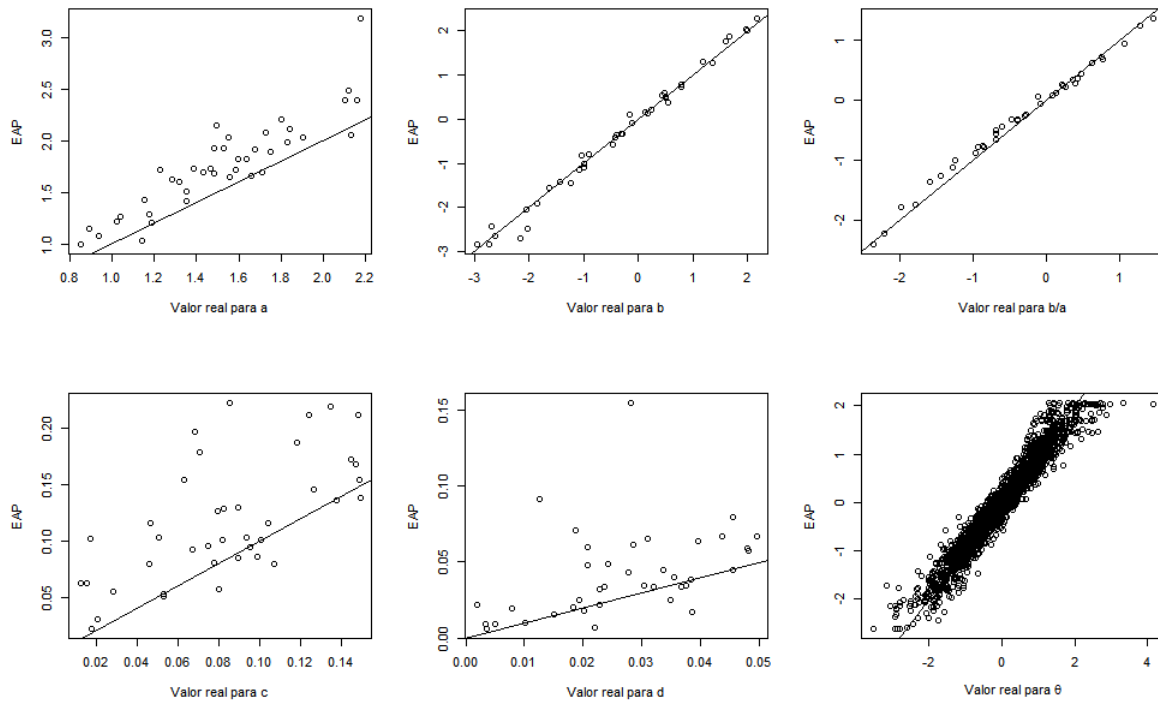 3.0
2.5
2.0
1.5
1.0
EAP
0.8 1.0 1.2 1.4 1.6 1.8 2.0 2.2
Valor real para a
2
1
0
-1
-2
-3
EAP
-3 -2 -1 0 1 2
Valor real para b
1
0
-1
-2
EAP
-2 -1 0 1
Valor real para b/a
0.20
0.15
0.10
0.05
EAP
0.02 0.04 0.06 0.08 0.10 0.12 0.14
Valor real para c
0.15
0.10
0.05
0.00
EAP
0.00 0.01 0.02 0.03 0.04 0.05
Valor real para d
2
1
0
-1
-2
EAP
-2 0 2 4
Valor real para θ